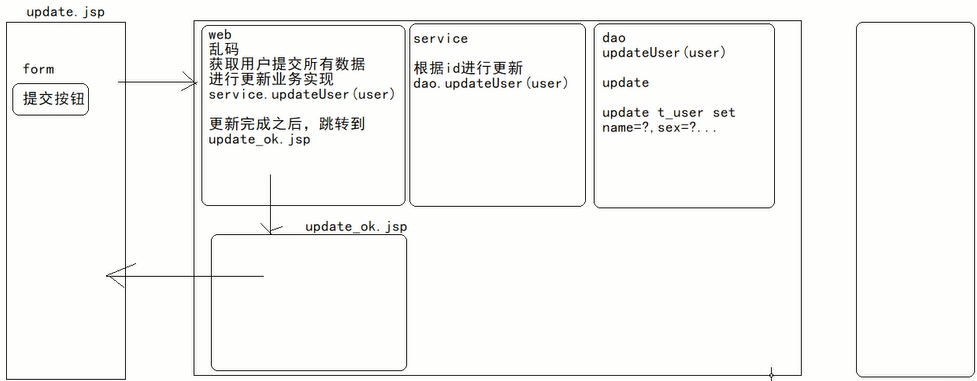 update.jsp
form
提交按钮
web
乱码
获取用户提交所有数据
进行更新业务实现
service.updateUser(user)
更新完成之后，跳转到
update_ok.jsp
service
根据id进行更新
dao.updateUser(user)
dao
updateUser(user)
update
update t_user set
name=?,sex=?...
update_ok.jsp